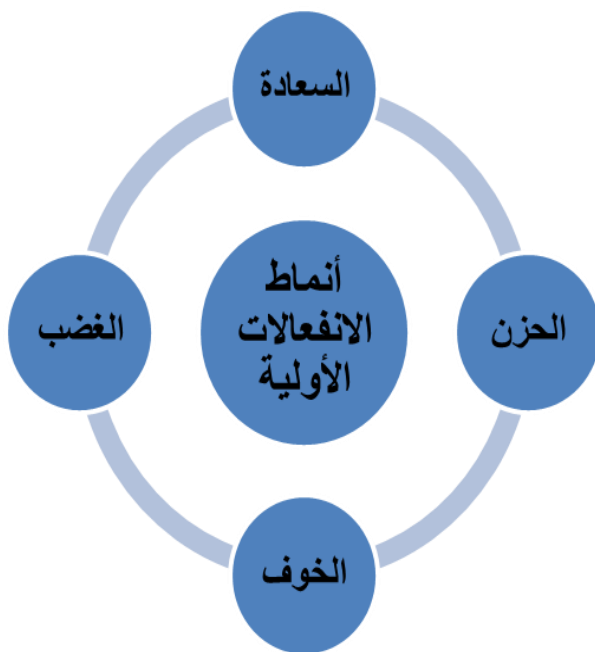 السعادة
أنماط
الانفعالات
الأولية
الحزن
الغضب
الخوف